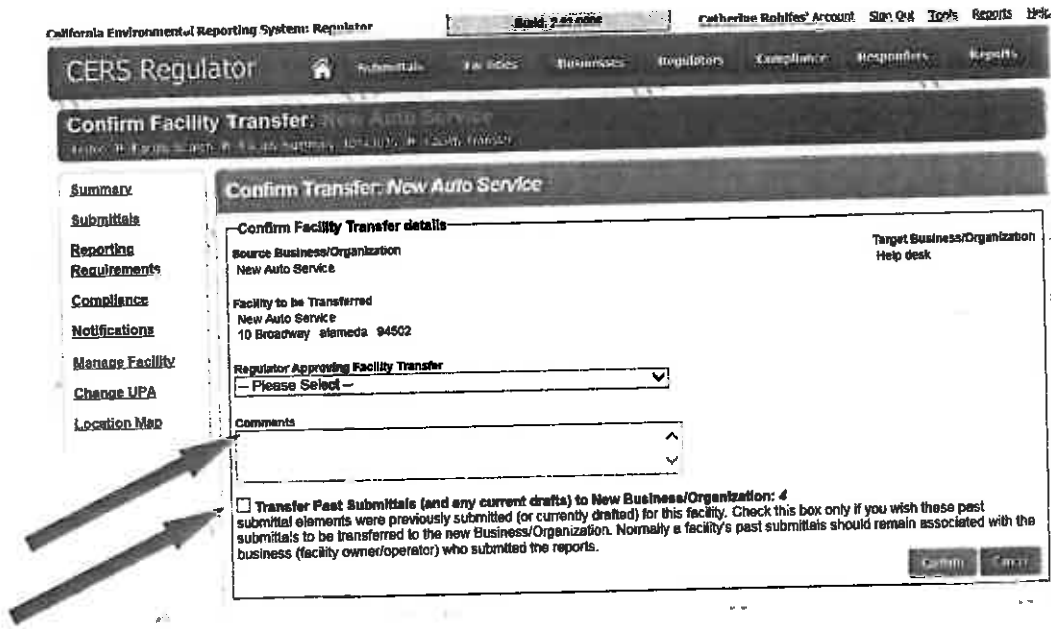 California Environmental Reporting System: Regulator
Catherine Rohlfes' Account Sign Out Tools Reports Help
CERS Regulator Submittals Facilities Businesses Regulators Compliance Responders Reports
Confirm Facility Transfer: New Auto Service
Summary
Submittals
Reporting
Requirements
Compliance
Notifications
Manage Facility
Change UPA
Location Map
Confirm Transfer: New Auto Service
Confirm Facility Transfer details
Source Business/Organization
New Auto Service
Target Business/Organization
Help desk
Facility to be Transferred
New Auto Service
10 Broadway alameda 94502
Regulator Approving Facility Transfer
-- Please Select --
Comments
Transfer Past Submittals (and any current drafts) to New Business/Organization: 4
submittal elements were previously submitted (or currently drafted) for this facility. Check this box only if you wish these past
submittals to be transferred to the new Business/Organization. Normally a facility's past submittals should remain associated with the
business (facility owner/operator) who submitted the reports.
Confirm Cancel